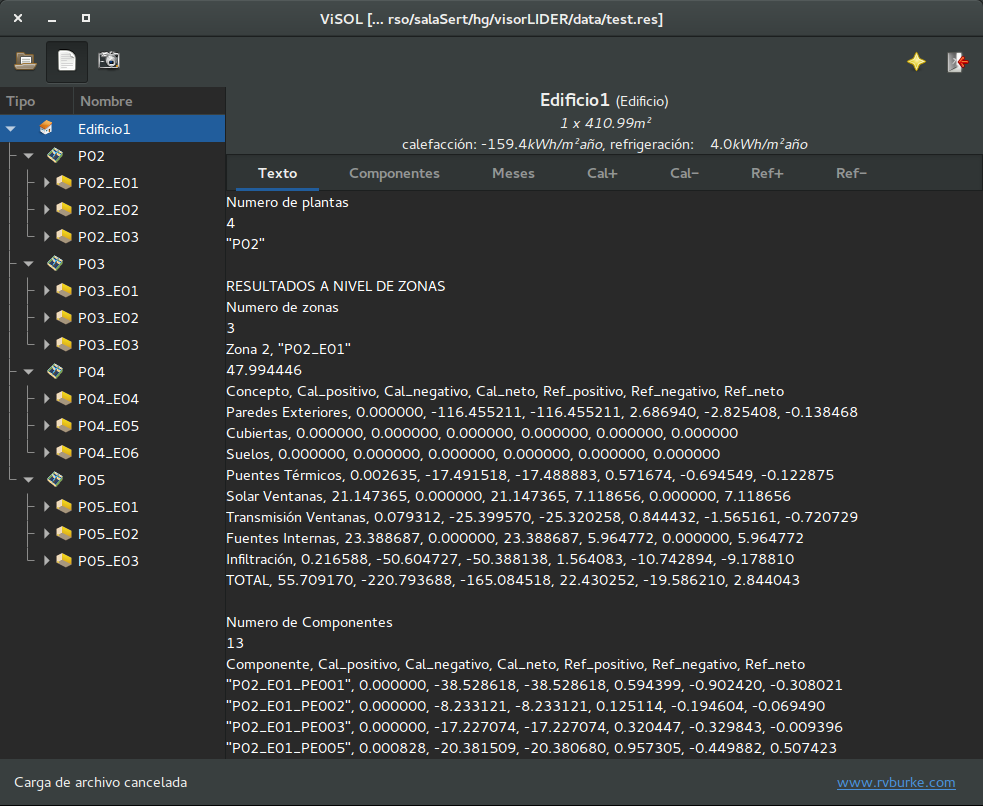 ViSOL [... rso/salaSert/hg/visorLIDER/data/test.res]
Tipo Nombre
Edificio1
P02
P02_E01
P02_E02
P02_E03
P03
P03_E01
P03_E02
P03_E03
P04
P04_E04
P04_E05
P04_E06
P05
P05_E01
P05_E02
P05_E03
Edificio1 (Edificio)
1 x 410.99m²
calefacción: -159.4kWh/m²año, refrigeración: 4.0kWh/m²año
Texto Componentes Meses Cal+ Cal− Ref+ Ref−
Numero de plantas
4
"P02"
RESULTADOS A NIVEL DE ZONAS
Numero de zonas
3
Zona 2, "P02_E01"
47.994446
Concepto, Cal_positivo, Cal_negativo, Cal_neto, Ref_positivo, Ref_negativo, Ref_neto
Paredes Exteriores, 0.000000, -116.455211, -116.455211, 2.686940, -2.825408, -0.138468
Cubiertas, 0.000000, 0.000000, 0.000000, 0.000000, 0.000000, 0.000000
Suelos, 0.000000, 0.000000, 0.000000, 0.000000, 0.000000, 0.000000
Puentes Térmicos, 0.002635, -17.491518, -17.488883, 0.571674, -0.694549, -0.122875
Solar Ventanas, 21.147365, 0.000000, 21.147365, 7.118656, 0.000000, 7.118656
Transmisión Ventanas, 0.079312, -25.399570, -25.320258, 0.844432, -1.565161, -0.720729
Fuentes Internas, 23.388687, 0.000000, 23.388687, 5.964772, 0.000000, 5.964772
Infiltración, 0.216588, -50.604727, -50.388138, 1.564083, -10.742894, -9.178810
TOTAL, 55.709170, -220.793688, -165.084518, 22.430252, -19.586210, 2.844043
Numero de Componentes
13
Componente, Cal_positivo, Cal_negativo, Cal_neto, Ref_positivo, Ref_negativo, Ref_neto
"P02_E01_PE001", 0.000000, -38.528618, -38.528618, 0.594399, -0.902420, -0.308021
"P02_E01_PE002", 0.000000, -8.233121, -8.233121, 0.125114, -0.194604, -0.069490
"P02_E01_PE003", 0.000000, -17.227074, -17.227074, 0.320447, -0.329843, -0.009396
"P02_E01_PE005", 0.000828, -20.381509, -20.380680, 0.957305, -0.449882, 0.507423
Carga de archivo cancelada
www.rvburke.com